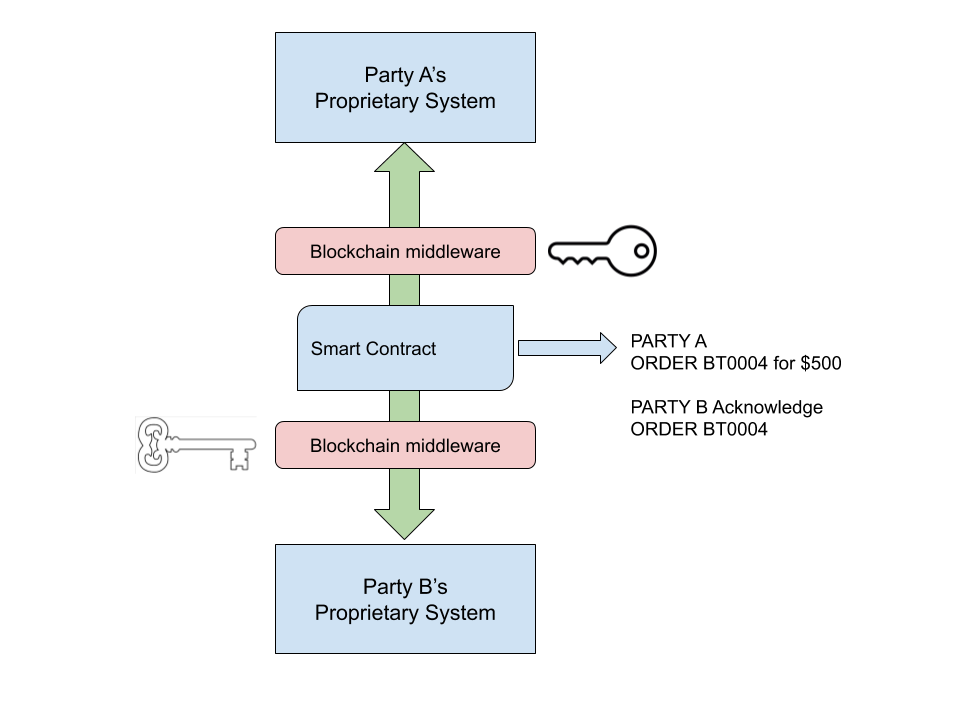 Party A’s
Proprietary System
Blockchain middleware
Smart Contract
PARTY A
ORDER BT0004 for $500
PARTY B Acknowledge
ORDER BT0004
Blockchain middleware
Party B’s
Proprietary System